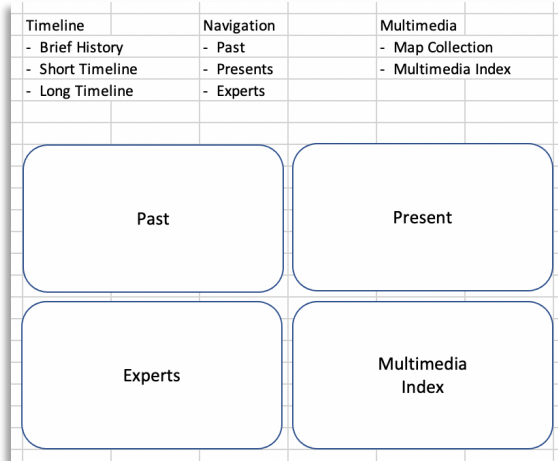 Timeline Navigation Multimedia
- Brief History - Past - Map Collection
- Short Timeline - Presents - Multimedia Index
- Long Timeline - Experts
Past
Present
Experts
Multimedia
Index